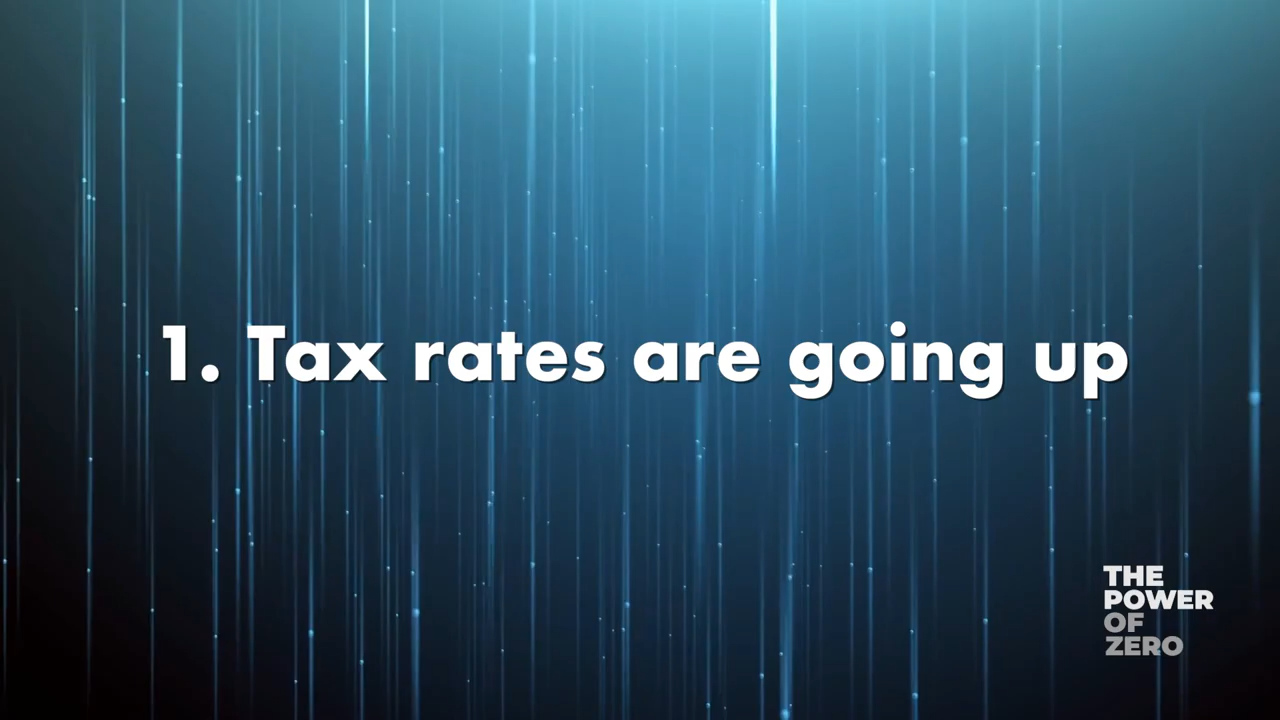 1. Tax rates are going up
THE
POWER
OF
ZERO